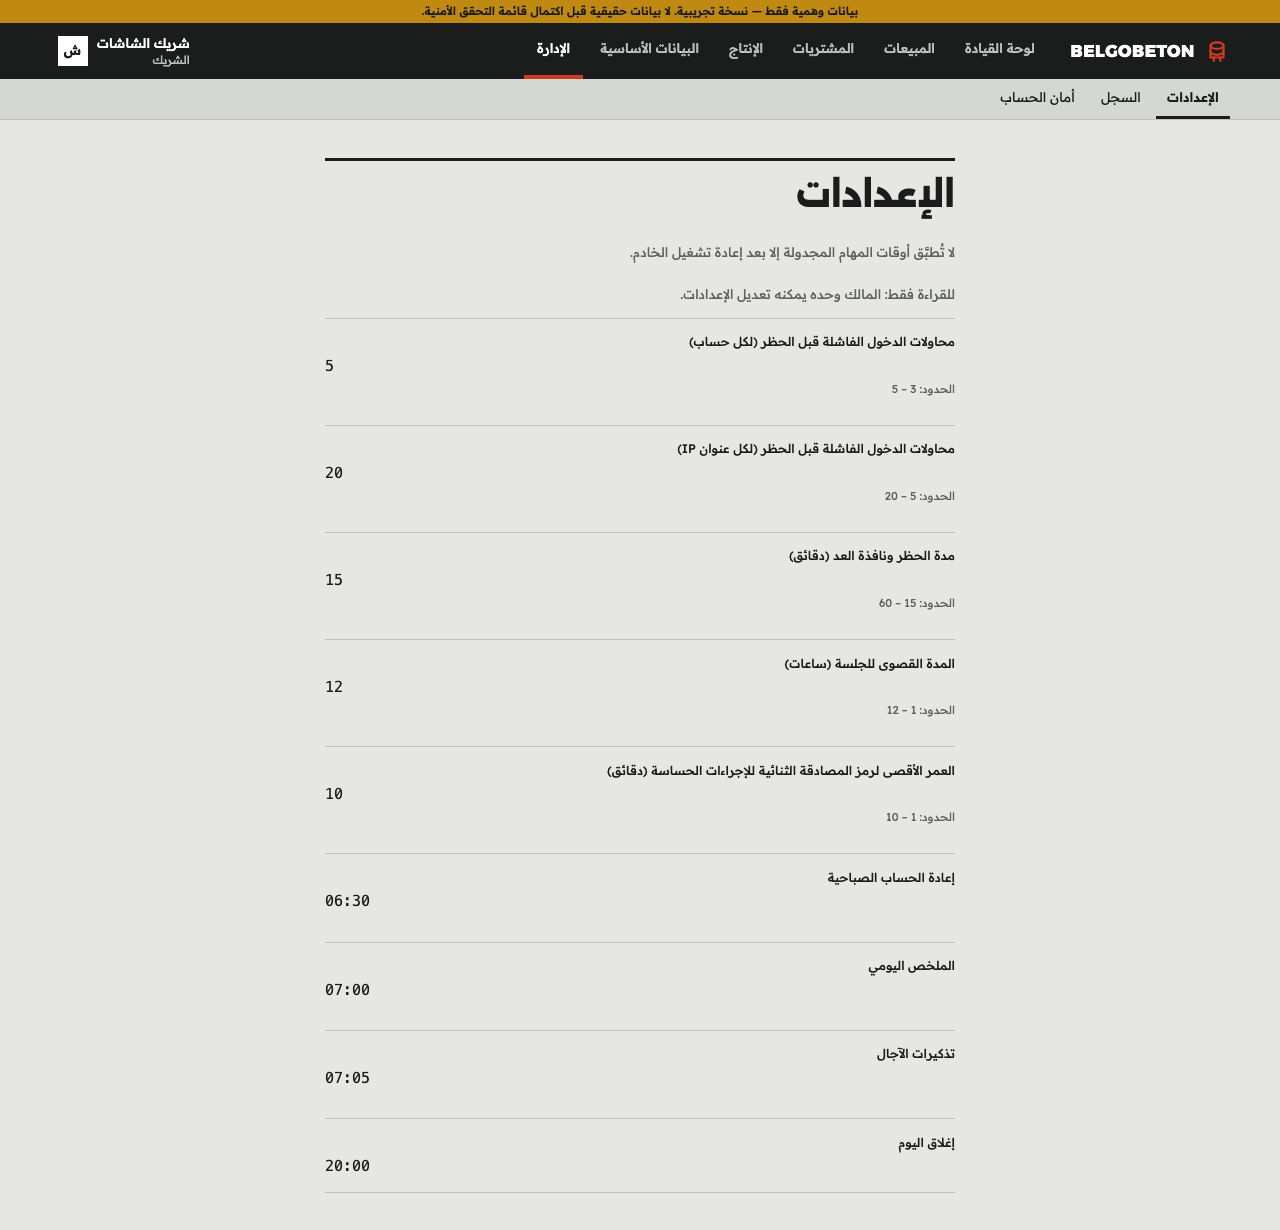 بيانات وهمية فقط — نسخة تجريبية. لا بيانات حقيقية قبل اكتمال قائمة التحقق الأمنية.
BELGOBETON
لوحة القيادة
المبيعات
المشتريات
الإنتاج
البيانات الأساسية
الإدارة
شريك الشاشات
الشريك
ش
الإعدادات
السجل
أمان الحساب
الإعدادات
لا تُطبَّق أوقات المهام المجدولة إلا بعد إعادة تشغيل الخادم.
للقراءة فقط: المالك وحده يمكنه تعديل الإعدادات.
محاولات الدخول الفاشلة قبل الحظر (لكل حساب)
5
الحدود: 3 – 5
محاولات الدخول الفاشلة قبل الحظر (لكل عنوان IP)
20
الحدود: 5 – 20
مدة الحظر ونافذة العد (دقائق)
15
الحدود: 15 – 60
المدة القصوى للجلسة (ساعات)
12
الحدود: 1 – 12
العمر الأقصى لرمز المصادقة الثنائية للإجراءات الحساسة (دقائق)
10
الحدود: 1 – 10
إعادة الحساب الصباحية
06:30
الملخص اليومي
07:00
تذكيرات الآجال
07:05
إغلاق اليوم
20:00